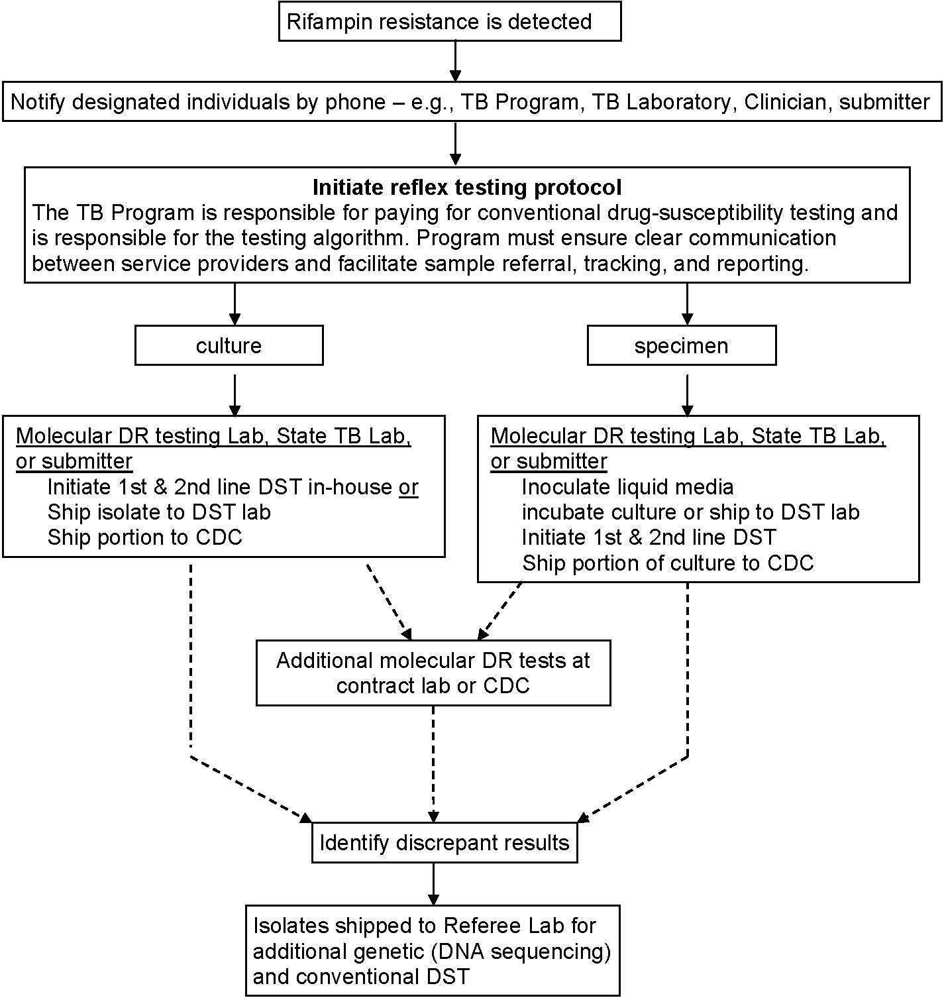 Rifampin resistance is detected
Notify designated individuals by phone – e.g., TB Program, TB Laboratory, Clinician, submitter
Initiate reflex testing protocol
The TB Program is responsible for paying for conventional drug-susceptibility testing and
is responsible for the testing algorithm. Program must ensure clear communication
between service providers and facilitate sample referral, tracking, and reporting.
culture
specimen
Molecular DR testing Lab, State TB Lab,
or submitter
Initiate 1st & 2nd line DST in-house or
Ship isolate to DST lab
Ship portion to CDC
Molecular DR testing Lab, State TB Lab,
or submitter
Inoculate liquid media
incubate culture or ship to DST lab
Initiate 1st & 2nd line DST
Ship portion of culture to CDC
Additional molecular DR tests at
contract lab or CDC
Identify discrepant results
Isolates shipped to Referee Lab for
additional genetic (DNA sequencing)
and conventional DST